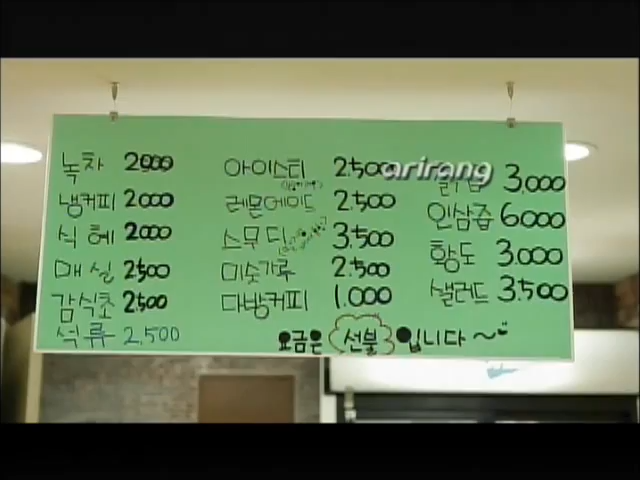 녹차 2000
냉커피 2000
식혜 2000
매실 2500
감식초 2500
석류 2,500
아이스티 2500
레몬에이드 2500
스무디 3500
미숫가루 2500
다방커피 1.000
arirang
3,000
인삼즙 6000
황도 3000
샐러드 3.500
요금은 선불 입니다 ~